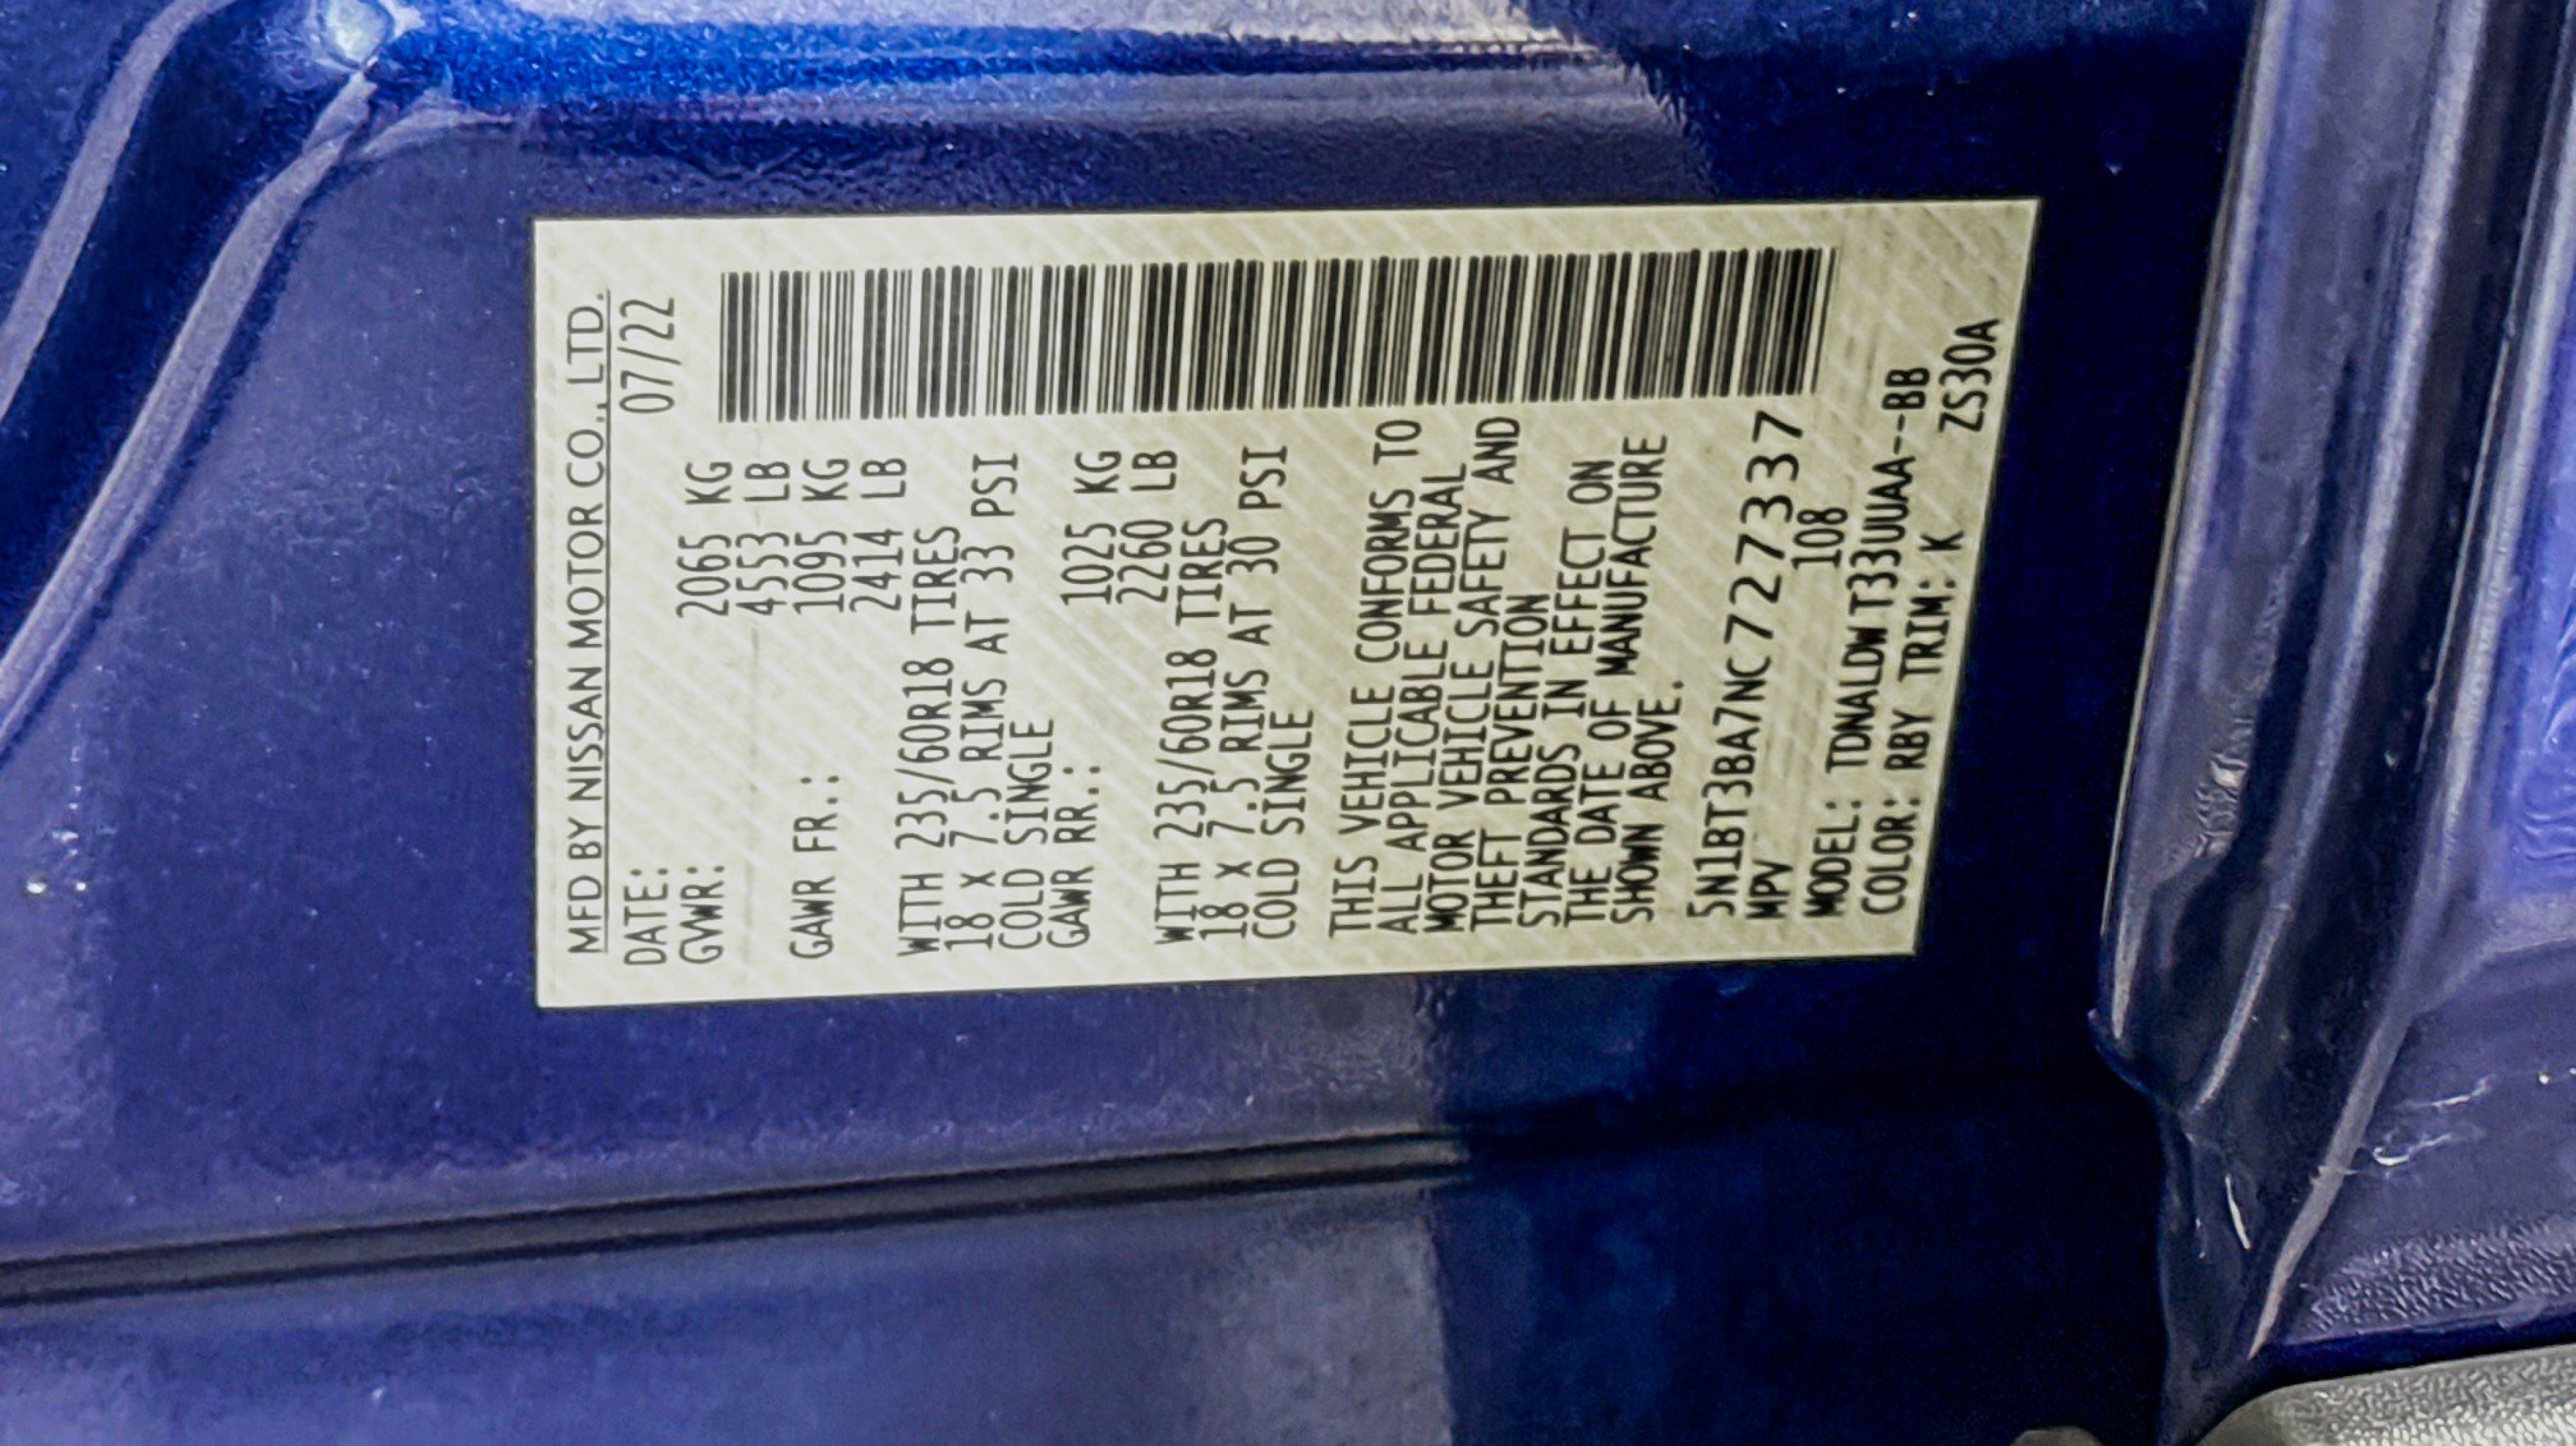 MFD BY NISSAN MOTOR CO., LTD.
DATE: 07/22
GVWR: 2065 KG
4553 LB
GAWR FR.: 1095 KG
2414 LB
WITH 235/60R18 TIRES
18 X 7.5 RIMS AT 33 PSI
COLD SINGLE
GAWR RR.: 1025 KG
2260 LB
WITH 235/60R18 TIRES
18 X 7.5 RIMS AT 30 PSI
COLD SINGLE
THIS VEHICLE CONFORMS TO
ALL APPLICABLE FEDERAL
MOTOR VEHICLE SAFETY AND
THEFT PREVENTION
STANDARDS IN EFFECT ON
THE DATE OF MANUFACTURE
SHOWN ABOVE.
5N1BT3BA7NC727337
MPV 108
MODEL: TDNALDWT33UUAA--BB
COLOR: RBY TRIM: K ZS30A